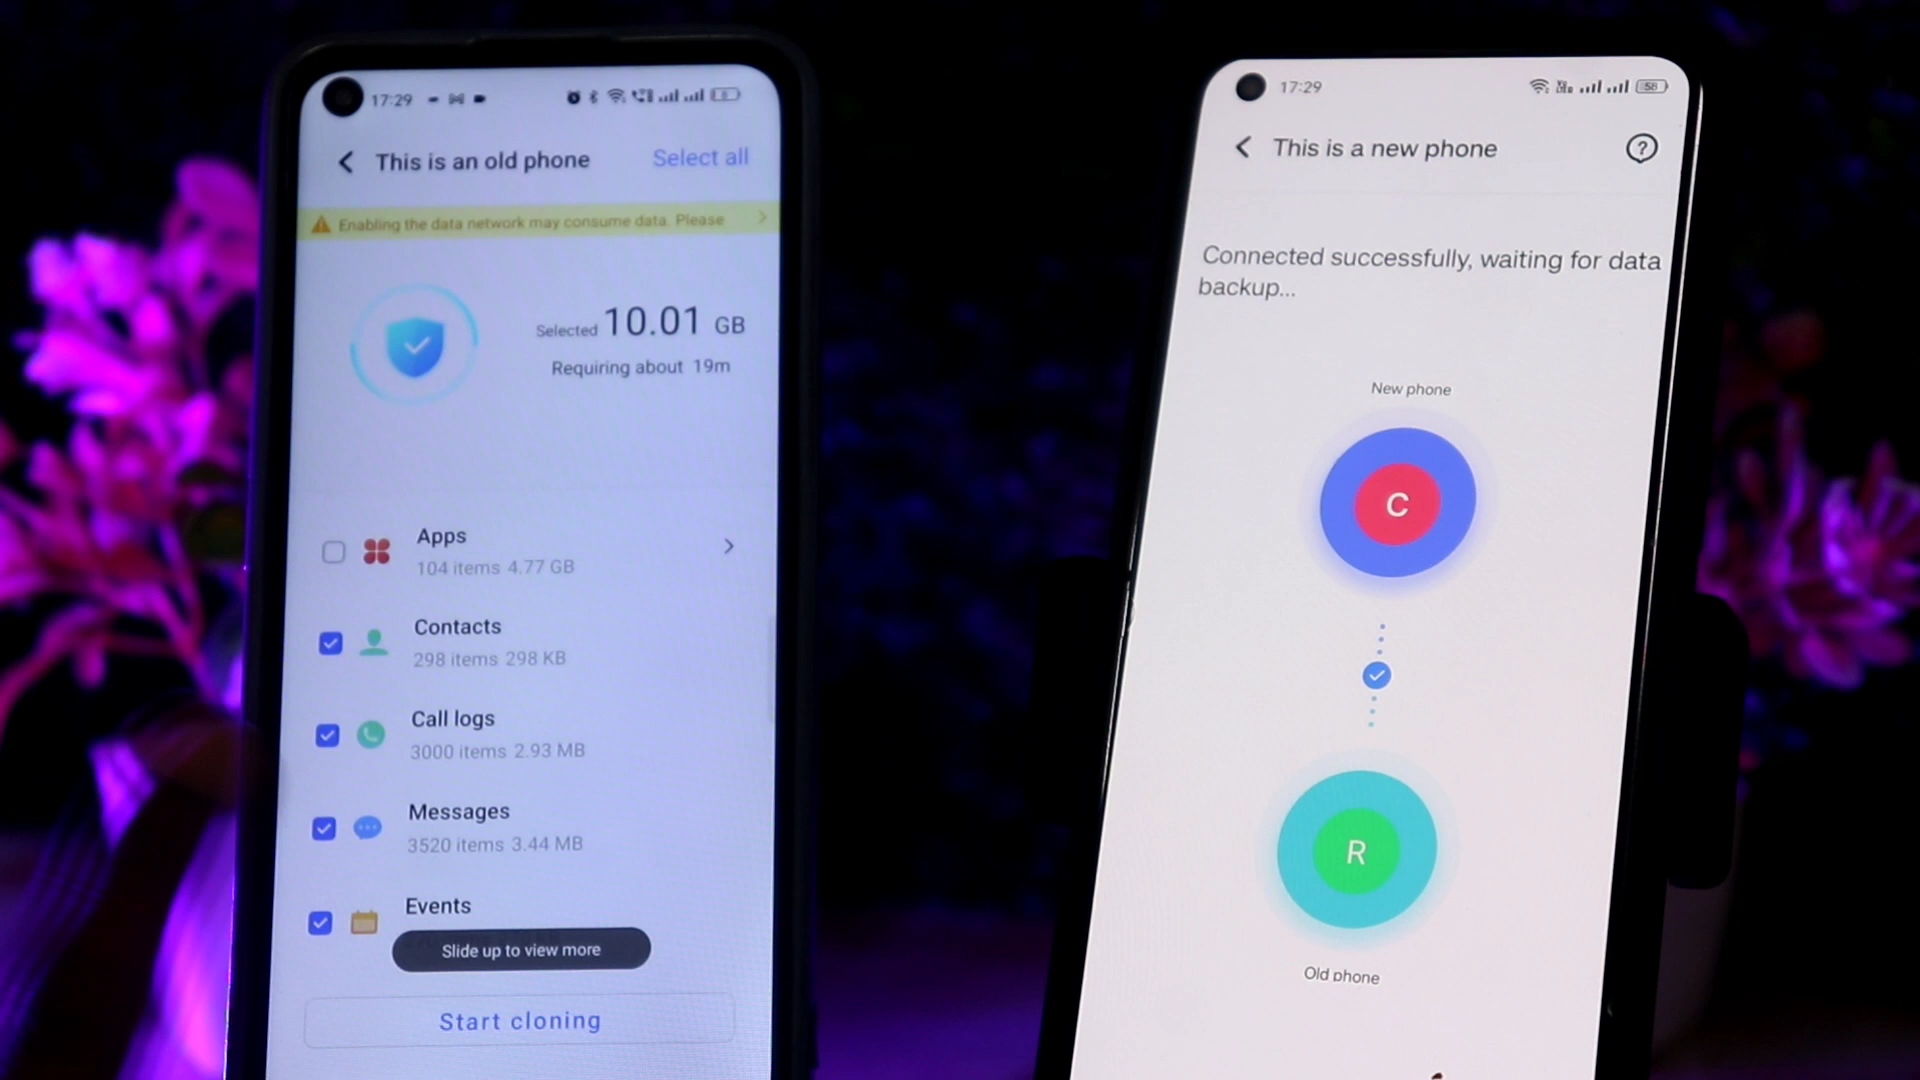 17:29
This is an old phone
Select all
Enabling the data network may consume data. Please
Selected 10.01 GB
Requiring about 19m
Apps
104 items 4.77 GB
Contacts
298 items 298 KB
Call logs
3000 items 2.93 MB
Messages
3520 items 3.44 MB
Events
Slide up to view more
Start cloning
17:29
58
This is a new phone
?
Connected successfully, waiting for data
backup...
New phone
C
R
Old phone